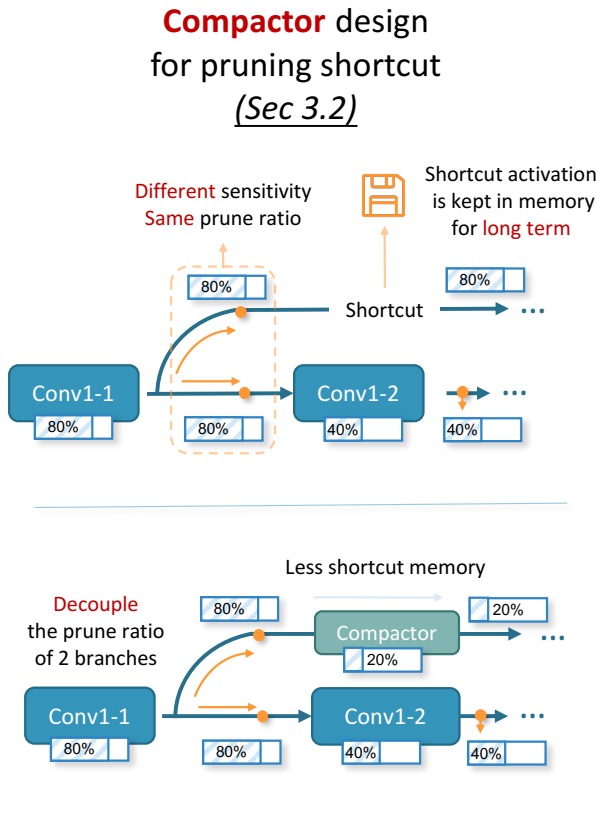 Compactor design
for pruning shortcut
(Sec 3.2)
Different sensitivity
Same prune ratio
Shortcut activation
is kept in memory
for long term
80%
80%
Shortcut
...
Conv1-1
80%
80%
Conv1-2
40%
40%
...
Less shortcut memory
Decouple
the prune ratio
of 2 branches
80%
Compactor
20%
20%
...
Conv1-1
80%
80%
Conv1-2
40%
40%
...